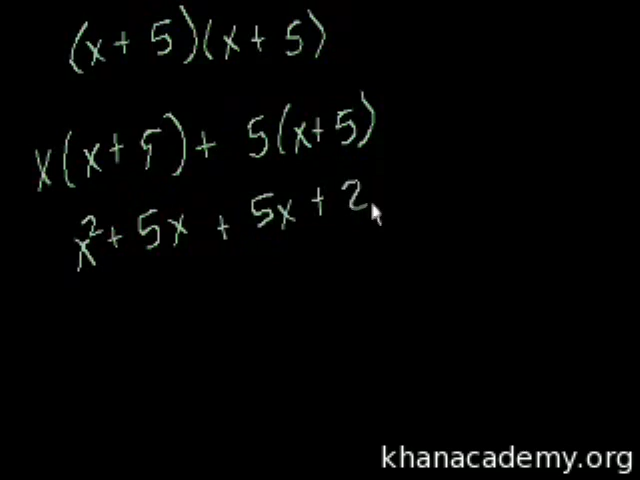 (x + 5)(x + 5)
x(x + 5) + 5(x + 5)
x² + 5x + 5x + 2
khanacademy.org